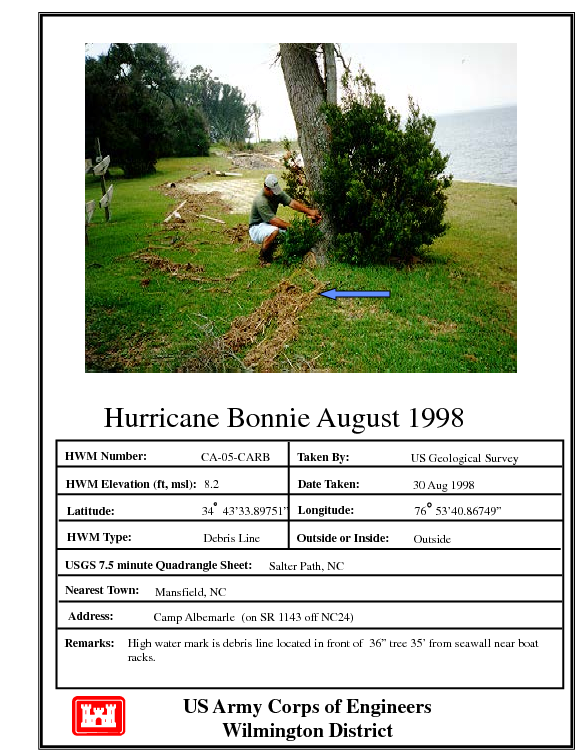 Hurricane Bonnie August 1998
HWM Number: CA-05-CARB Taken By: US Geological Survey
HWM Elevation (ft, msl): 8.2 Date Taken: 30 Aug 1998
Latitude: 34° 43'33.89751" Longitude: 76° 53'40.86749"
HWM Type: Debris Line Outside or Inside: Outside
USGS 7.5 minute Quadrangle Sheet: Salter Path, NC
Nearest Town: Mansfield, NC
Address: Camp Albemarle (on SR 1143 off NC24)
Remarks: High water mark is debris line located in front of 36" tree 35' from seawall near boat
racks.
US Army Corps of Engineers
Wilmington District